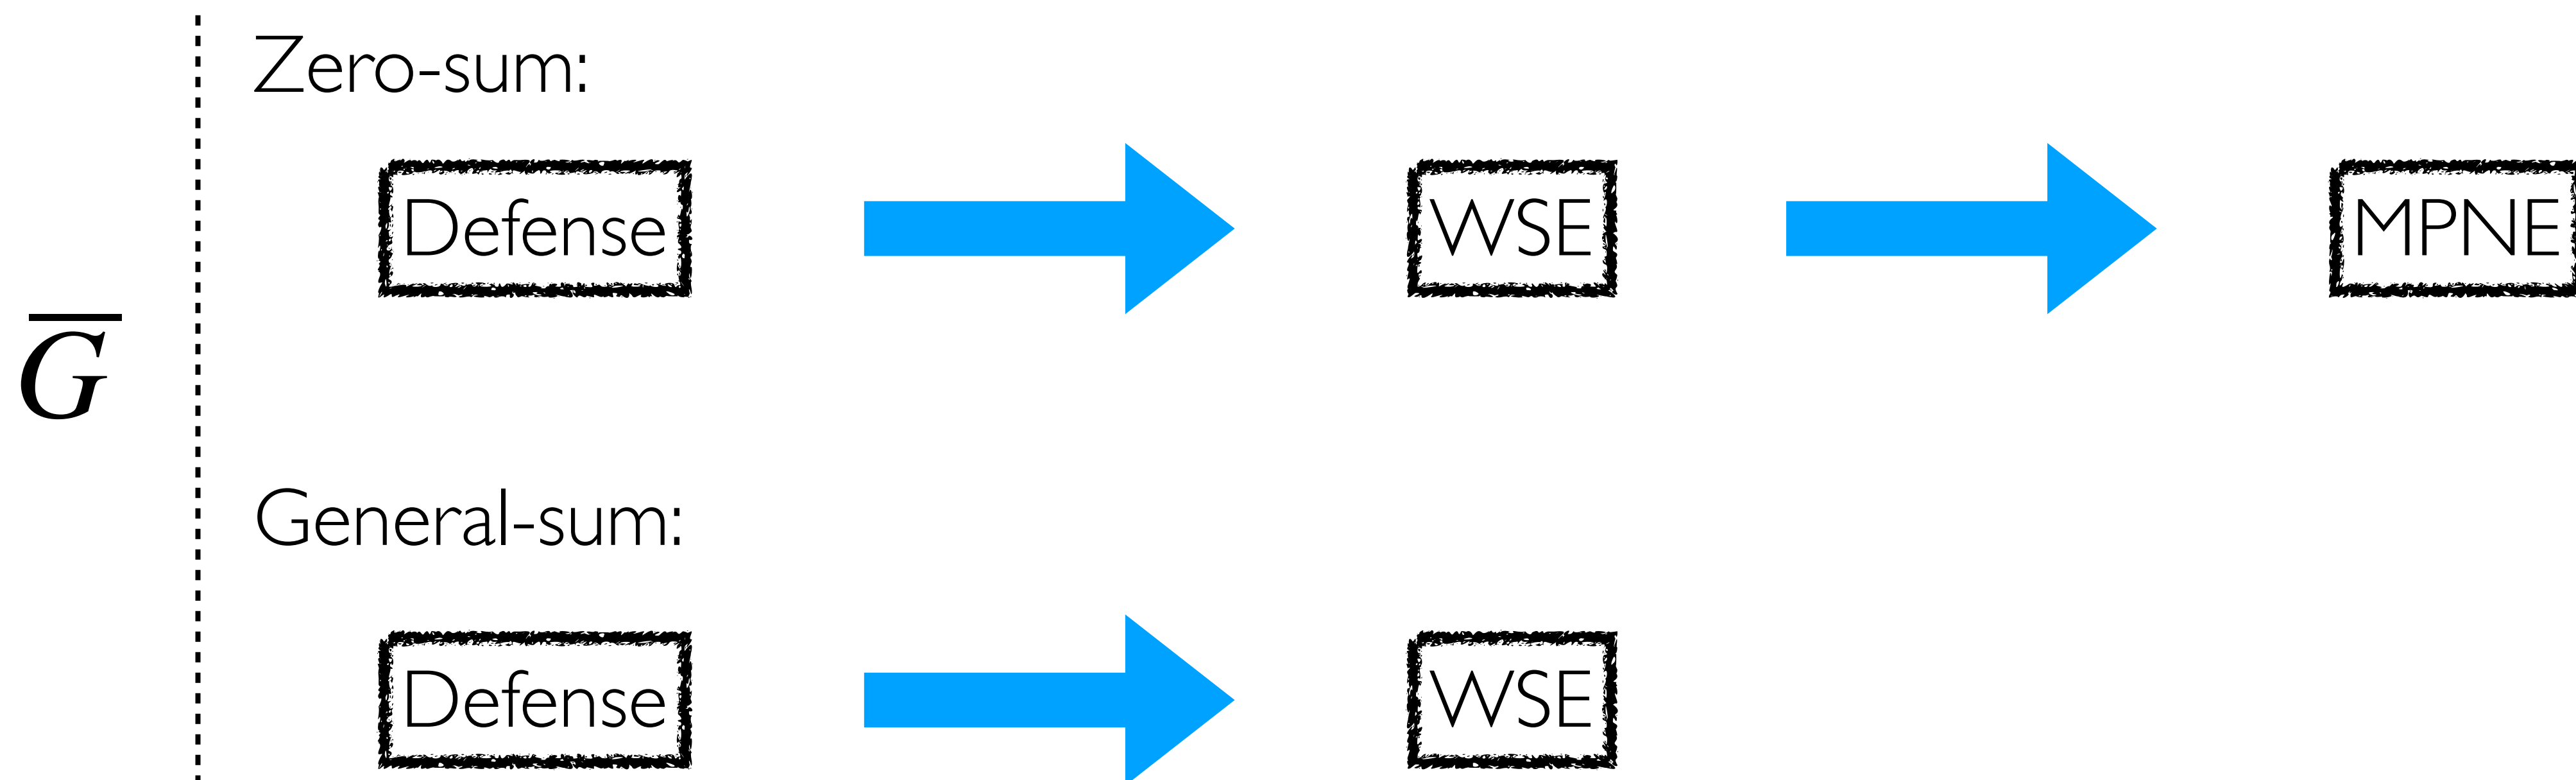 Zero-sum:
Defense WSE MPNE
G̅
General-sum:
Defense WSE